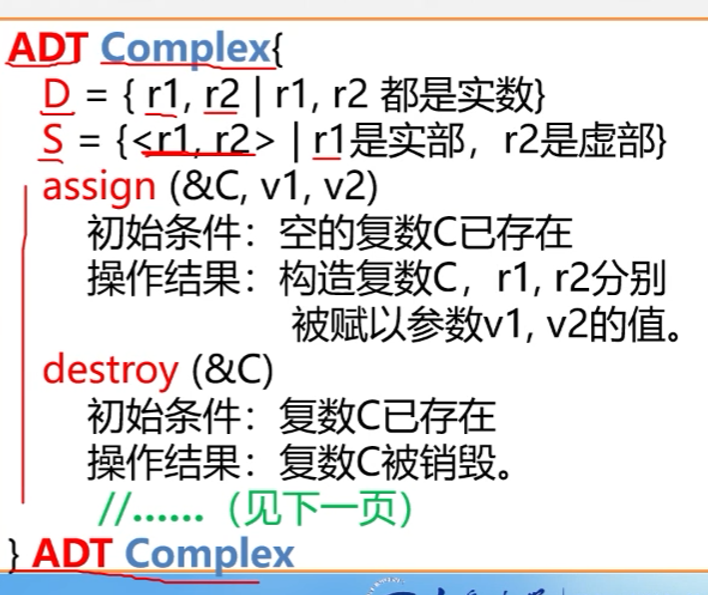 ADT Complex{
D = { r1, r2 | r1, r2 都是实数}
S = {<r1, r2> | r1是实部，r2是虚部}
assign (&C, v1, v2)
初始条件：空的复数C已存在
操作结果：构造复数C，r1, r2分别
被赋以参数v1, v2的值。
destroy (&C)
初始条件：复数C已存在
操作结果：复数C被销毁。
//......（见下一页）
} ADT Complex